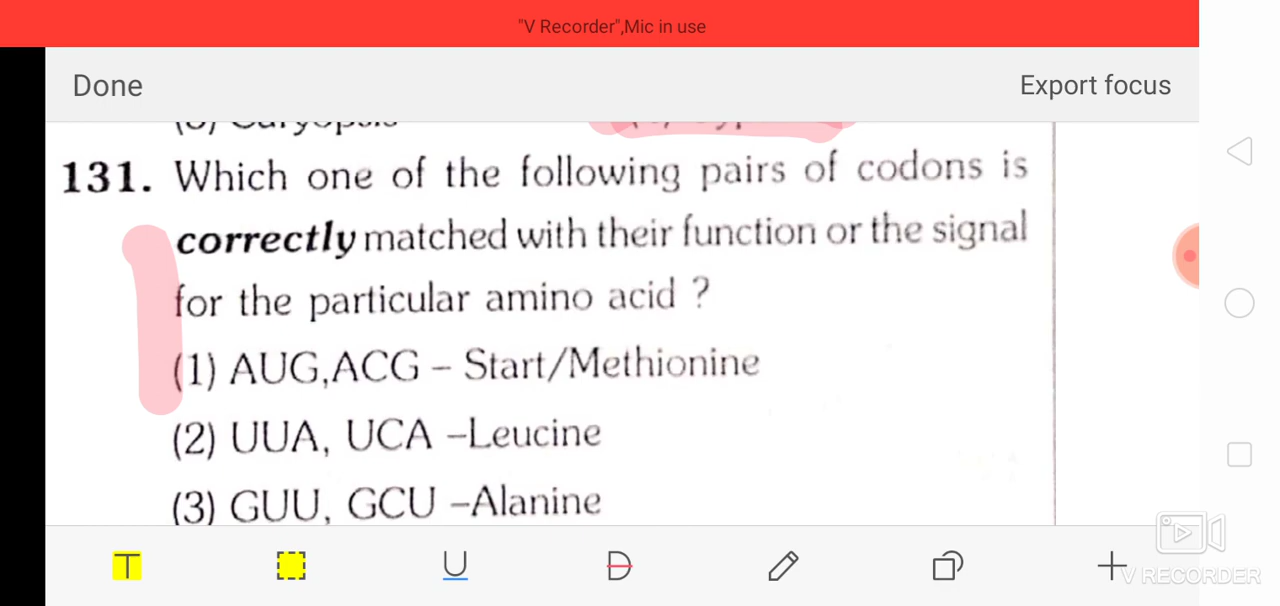 "V Recorder",Mic in use
Done
Export focus
131. Which one of the following pairs of codons is
correctly matched with their function or the signal
for the particular amino acid ?
(1) AUG,ACG – Start/Methionine
(2) UUA, UCA –Leucine
(3) GUU, GCU –Alanine
T U D
V RECORDER